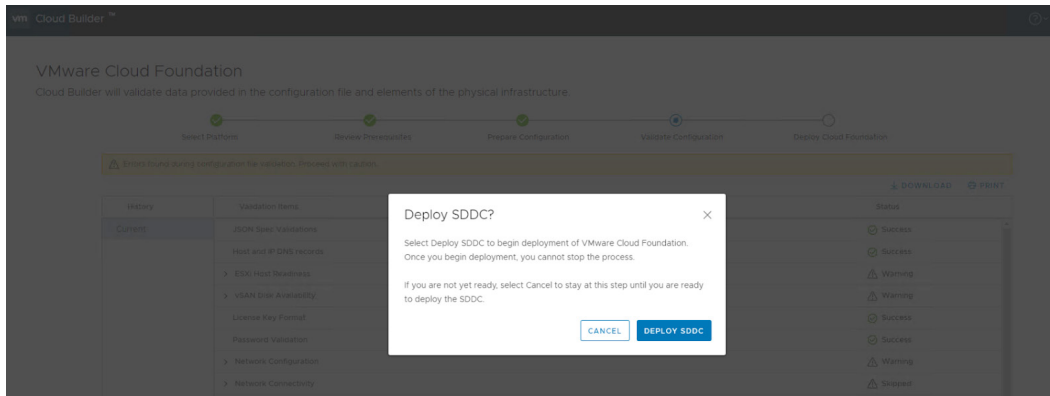 vm Cloud Builder ™
VMware Cloud Foundation
Cloud Builder will validate data provided in the configuration file and elements of the physical infrastructure.
Select Platform
Review Prerequisites
Prepare Configuration
Validate Configuration
Deploy Cloud Foundation
Errors found during configuration file validation. Proceed with caution.
DOWNLOAD PRINT
History Validation Items Status
Current JSON Spec Validations Success
Host and IP DNS records Success
ESXi Host Readiness Warning
vSAN Disk Availability Warning
License Key Format Success
Password Validation Success
Network Configuration Warning
Network Connectivity Skipped
Deploy SDDC?
Select Deploy SDDC to begin deployment of VMware Cloud Foundation.
Once you begin deployment, you cannot stop the process.
If you are not yet ready, select Cancel to stay at this step until you are ready
to deploy the SDDC.
CANCEL DEPLOY SDDC